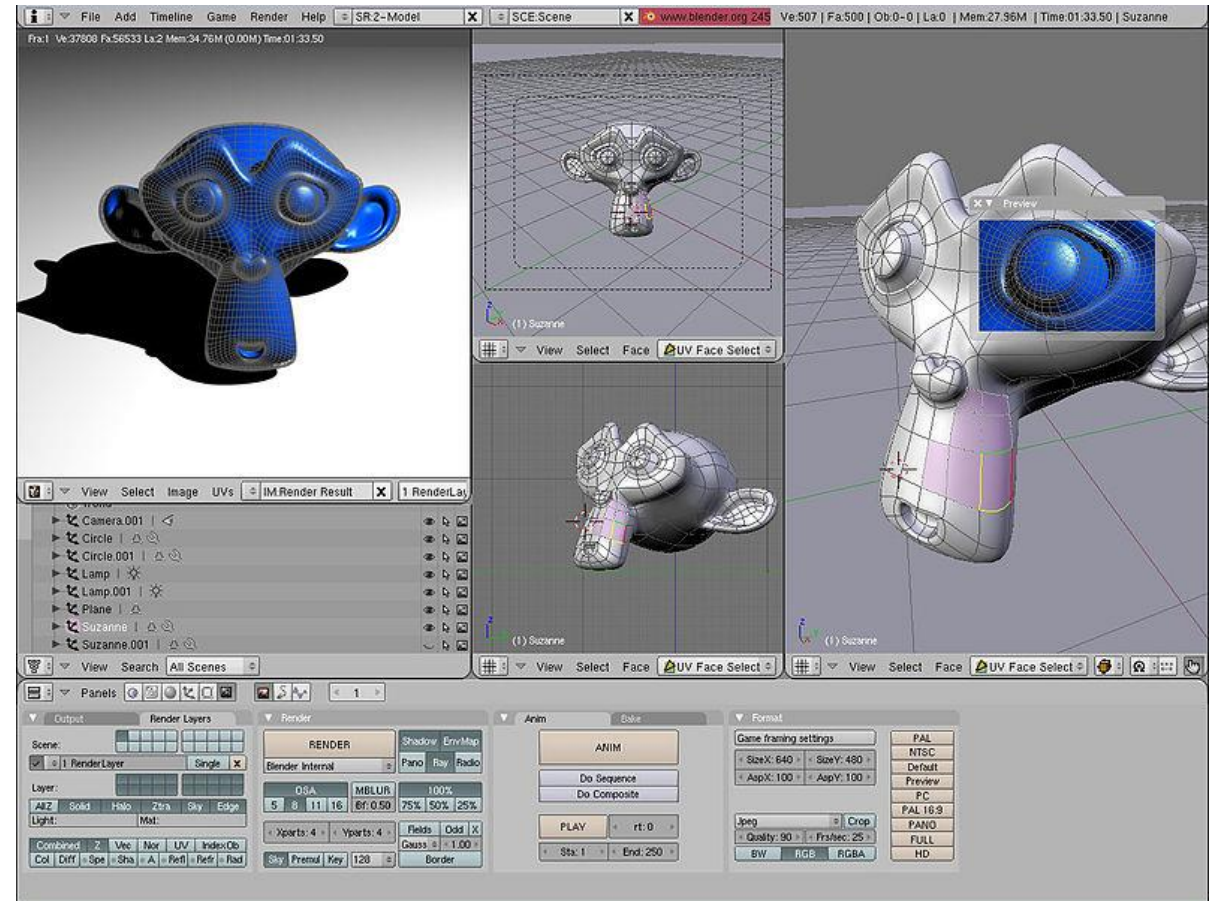 File Add Timeline Game Render Help SR:2-Model X SCE:Scene X www.blender.org 245 Ve:507 | Fa:500 | Ob:0-0 | La:0 | Mem:27.96M | Time:01:33.50 | Suzanne
Fra:1 Ve:37808 Fa:56533 La:2 Mem:34.76M (0.00M) Time:01:33.50
Preview
(1) Suzanne
View Select Face UV Face Select
View Select Image UVs IM:Render Result X 1 RenderLay
Camera.001
Circle
Circle.001
Lamp
Lamp.001
Plane
Suzanne
Suzanne.001
(1) Suzanne
(1) Suzanne
View Search All Scenes
View Select Face UV Face Select
View Select Face UV Face Select
Panels 1
Output Render Layers
Scene:
1 RenderLayer Single X
Layer:
AllZ Solid Halo Ztra Sky Edge
Light: Mat:
Combined Z Vec Nor UV IndexOb
Col Diff Spe Sha A Refl Refr Rad
Render
RENDER
Blender Internal
Shadow EnvMap
Pano Ray Radio
OSA MBLUR 100%
5 8 11 16 Bf: 0.50 75% 50% 25%
Xparts: 4 Yparts: 4 Fields Odd X
Gauss 1.00
Sky Premul Key 128 Border
Anim Bake
ANIM
Do Sequence
Do Composite
PLAY rt: 0
Sta: 1 End: 250
Format
Game framing settings
SizeX: 640 SizeY: 480
AspX: 100 AspY: 100
Jpeg Crop
Quality: 90 Frs/sec: 25
BW RGB RGBA
PAL
NTSC
Default
Preview
PC
PAL 16:9
PANO
FULL
HD